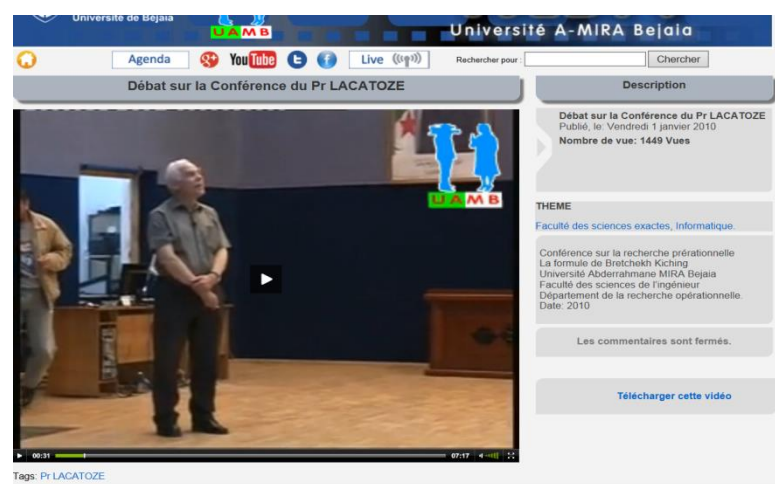 Université de Béjaia
UAMB
Université A-MIRA Bejaia
Agenda
YouTube
Live
Rechercher pour :
Chercher
Débat sur la Conférence du Pr LACATOZE
UAMB
00:31
07:17
Tags: Pr LACATOZE
Description
Débat sur la Conférence du Pr LACATOZE
Publié, le: Vendredi 1 janvier 2010
Nombre de vue: 1449 Vues
THEME
Faculté des sciences exactes, Informatique.
Conférence sur la recherche prérationnelle
La formule de Bretchekh Kiching
Université Abderrahmane MIRA Bejaia
Faculté des sciences de l'ingénieur
Département de la recherche opérationnelle.
Date: 2010
Les commentaires sont fermés.
Télécharger cette vidéo